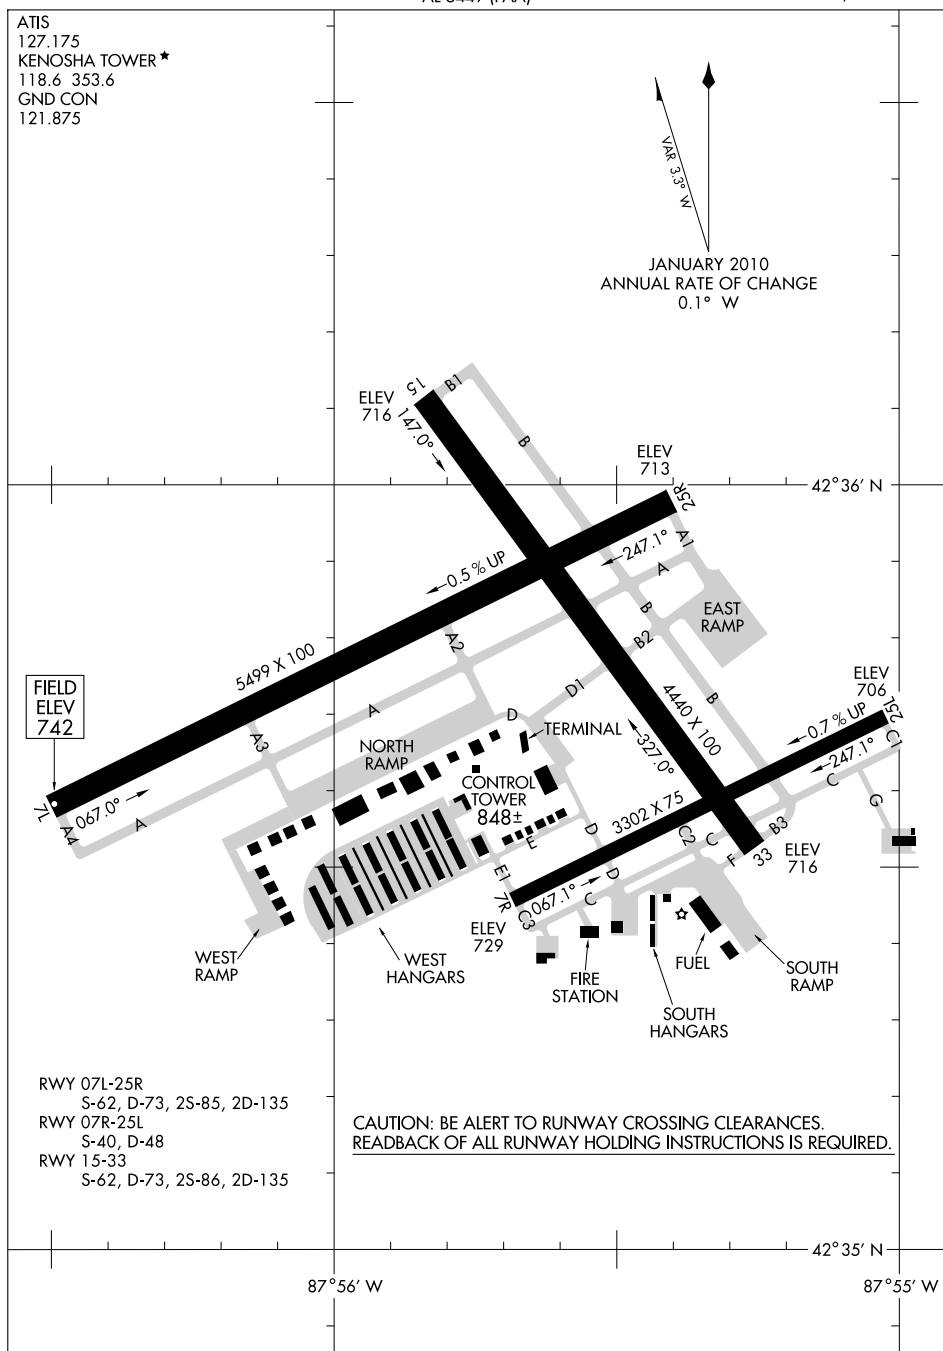 ATIS
127.175
KENOSHA TOWER★
118.6 353.6
GND CON
121.875
VAR 3.3° W
JANUARY 2010
ANNUAL RATE OF CHANGE
0.1° W
ELEV
716
15
B1
147.0°
B
ELEV
713
25R
42°36' N
A1
247.1°
A
0.5% UP
EAST
RAMP
B
B2
A2
5499 X 100
FIELD
ELEV
742
D1
B
4440 X 100
ELEV
706
25L
A
D
TERMINAL
0.7% UP
A3
NORTH
RAMP
327.0°
247.1°
C1
C
CONTROL
TOWER
848±
067.0°
7L
A4
A
3302 X 75
G
D
C2
C
B3
E
F
33
ELEV
716
E1
D
7R
067.1°
C
C3
ELEV
729
WEST
RAMP
WEST
HANGARS
FIRE
STATION
FUEL
SOUTH
RAMP
SOUTH
HANGARS
RWY 07L-25R
S-62, D-73, 2S-85, 2D-135
RWY 07R-25L
S-40, D-48
RWY 15-33
S-62, D-73, 2S-86, 2D-135
CAUTION: BE ALERT TO RUNWAY CROSSING CLEARANCES.
READBACK OF ALL RUNWAY HOLDING INSTRUCTIONS IS REQUIRED.
42°35' N
87°56' W
87°55' W